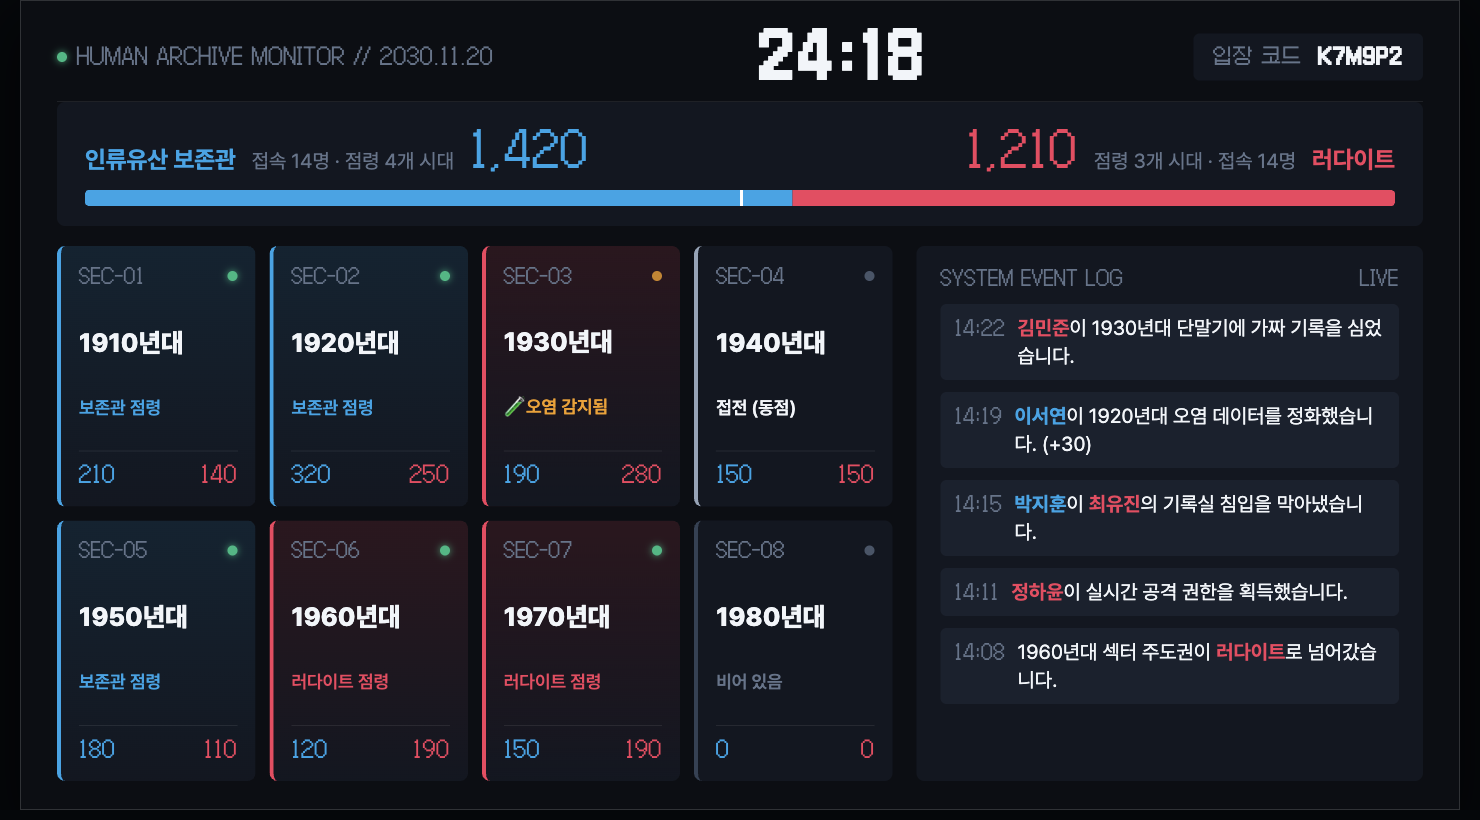 HUMAN ARCHIVE MONITOR // 2030.11.20
24:18
입장 코드 K7M9P2
인류유산 보존관 접속 14명 · 점령 4개 시대 1,420
1,210 점령 3개 시대 · 접속 14명 러다이트
SEC-01
1910년대
보존관 점령
210 140
SEC-02
1920년대
보존관 점령
320 250
SEC-03
1930년대
오염 감지됨
190 280
SEC-04
1940년대
접전 (동점)
150 150
SEC-05
1950년대
보존관 점령
180 110
SEC-06
1960년대
러다이트 점령
120 190
SEC-07
1970년대
러다이트 점령
150 190
SEC-08
1980년대
비어 있음
0 0
SYSTEM EVENT LOG LIVE
14:22 김민준이 1930년대 단말기에 가짜 기록을 심었
습니다.
14:19 이서연이 1920년대 오염 데이터를 정화했습니
다. (+30)
14:15 박지훈이 최유진의 기록실 침입을 막아냈습니
다.
14:11 정하윤이 실시간 공격 권한을 획득했습니다.
14:08 1960년대 섹터 주도권이 러다이트로 넘어갔습
니다.